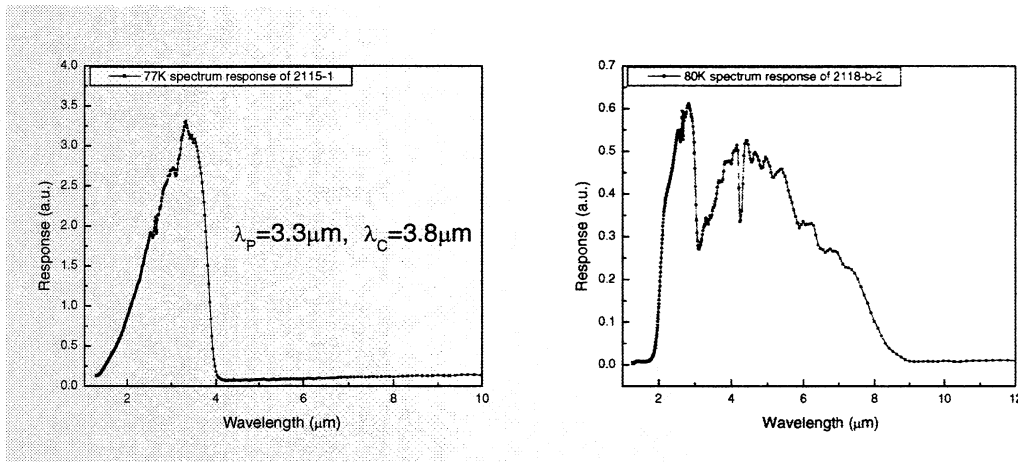 77K spectrum response of 2115-1
4.0
3.5
3.0
2.5
2.0
1.5
1.0
0.5
0.0
Response (a.u.)
λP=3.3μm, λC=3.8μm
2 4 6 8 10
Wavelength (μm)
80K spectrum response of 2118-b-2
0.7
0.6
0.5
0.4
0.3
0.2
0.1
0.0
Response (a.u.)
2 4 6 8 10 12
Wavelength (μm)